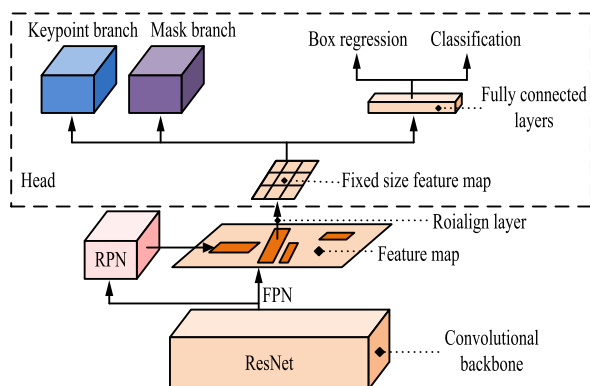 Keypoint branch
Mask branch
Box regression
Classification
Fully connected
layers
Head
Fixed size feature map
Roialign layer
RPN
Feature map
FPN
ResNet
Convolutional
backbone